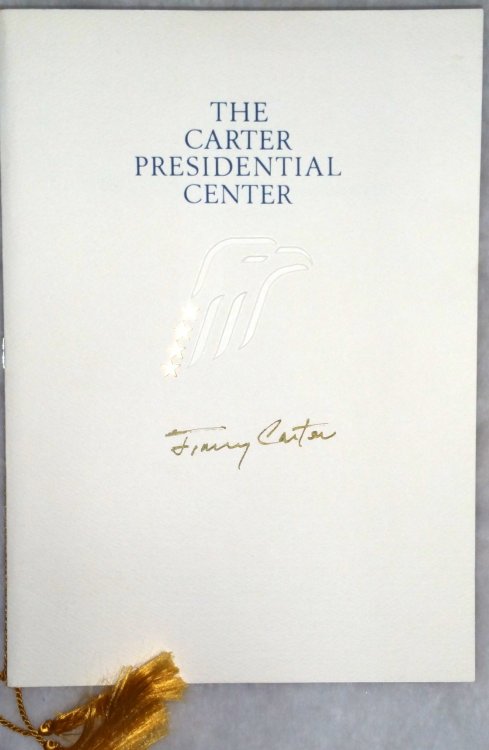 THE
CARTER
PRESIDENTIAL
CENTER
Jimmy Carter